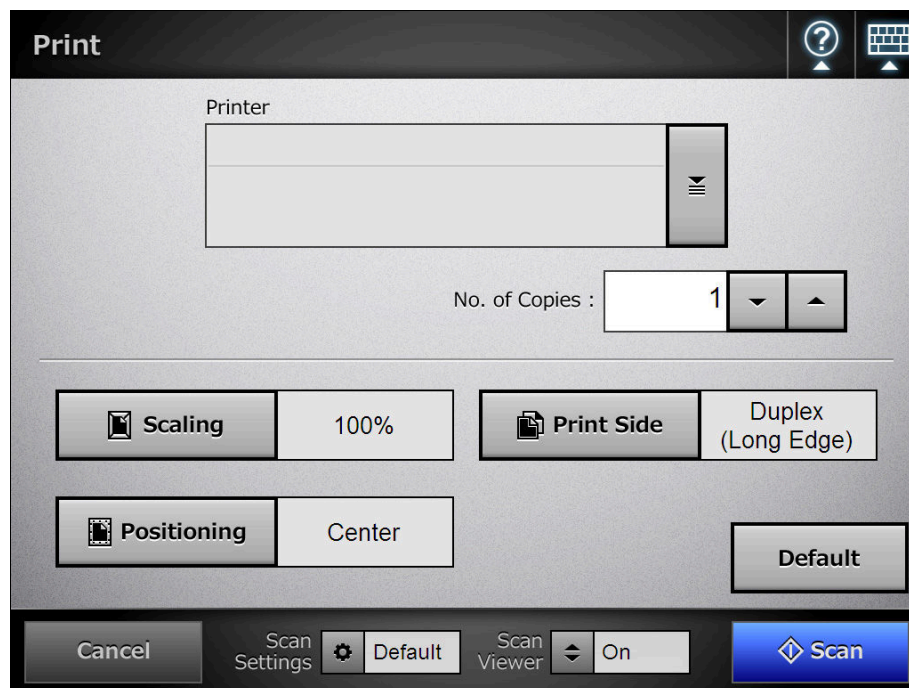 Print
?
Printer
No. of Copies :
1
Scaling
100%
Print Side
Duplex
(Long Edge)
Positioning
Center
Default
Cancel
Scan
Settings
Default
Scan
Viewer
On
Scan